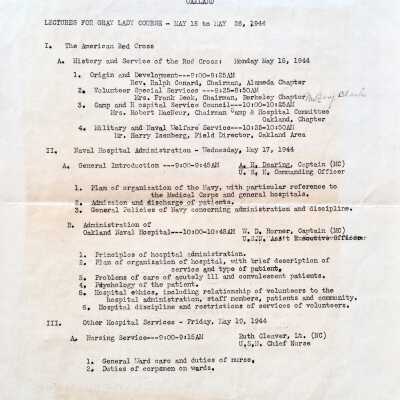 OAKLAND
LECTURES FOR GRAY LADY COURSE - MAY 15 to MAY 26, 1944
I. The American Red Cross
A. History and Service of the Red Cross: Monday May 15, 1944
1. Origin and Development---9:00-9:25AM
Rev. Ralph Connard, Chairman, Alameda Chapter
2. Volunteer Special Services ---9:25-9:50AM
Mrs. Frank Seek, Chairman, Berkeley Chapter
3. Camp and Hospital Service Council---10:00-10:25AM
Mrs. Robert MacHeur, Chairman Camp & Hospital Committee
Oakland, Chapter
4. Military and Naval Welfare Service---10:25-10:50AM
Mr. Harry Isenberg, Field Director, Oakland Area
II. Naval Hospital Administration - Wednesday, May 17, 1944
A. General Introduction ---9:00-9:45AM A. H. Dearing, Captain (MC)
U. S. N. Commanding Officer
1. Plan of organization of the Navy, with particular reference to
the Medical Corps and general hospitals.
2. Admission and discharge of patients.
3. General Policies of Navy concerning administration and discipline.
B. Administration of
Oakland Naval Hospital---10:00-10:45AM W. D. Horner, Captain (MC)
U.S.N. Ass't Executive Officer
1. Principles of hospital administration.
2. Plan of organization of hospital, with brief description of
service and type of patient.
3. Problems of care of acutely ill and convalescent patients.
4. Psychology of the patient.
5. Hospital ethics, including relationship of volunteers to the
hospital administration, staff members, patients and community.
6. Hospital discipline and restrictions of services of volunteers.
III. Other Hospital Services - Friday, May 19, 1944
A. Nursing Service---9:00-9:15AM Ruth Cleaver, Lt. (NC)
U.S.N Chief Nurse
1. General Ward care and duties of nurse.
2. Duties of corpsmen on wards.